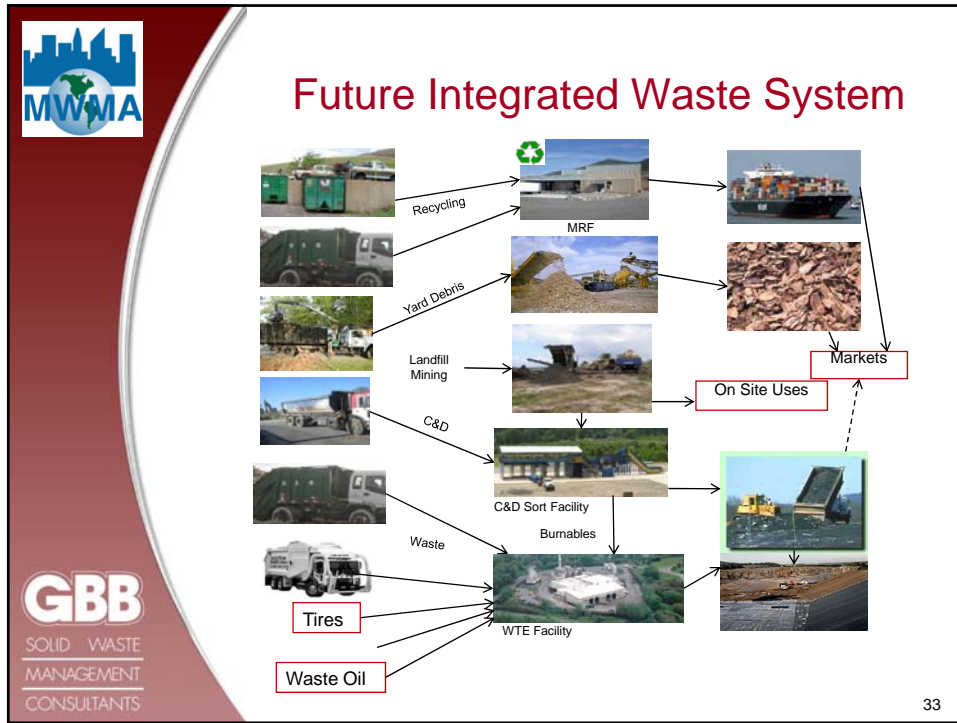 MWMA
Future Integrated Waste System
Recycling
MRF
Yard Debris
Landfill
Mining
Markets
On Site Uses
C&D
C&D Sort Facility
Burnables
Waste
WTE Facility
Tires
Waste Oil
GBB
SOLID WASTE
MANAGEMENT
CONSULTANTS
33